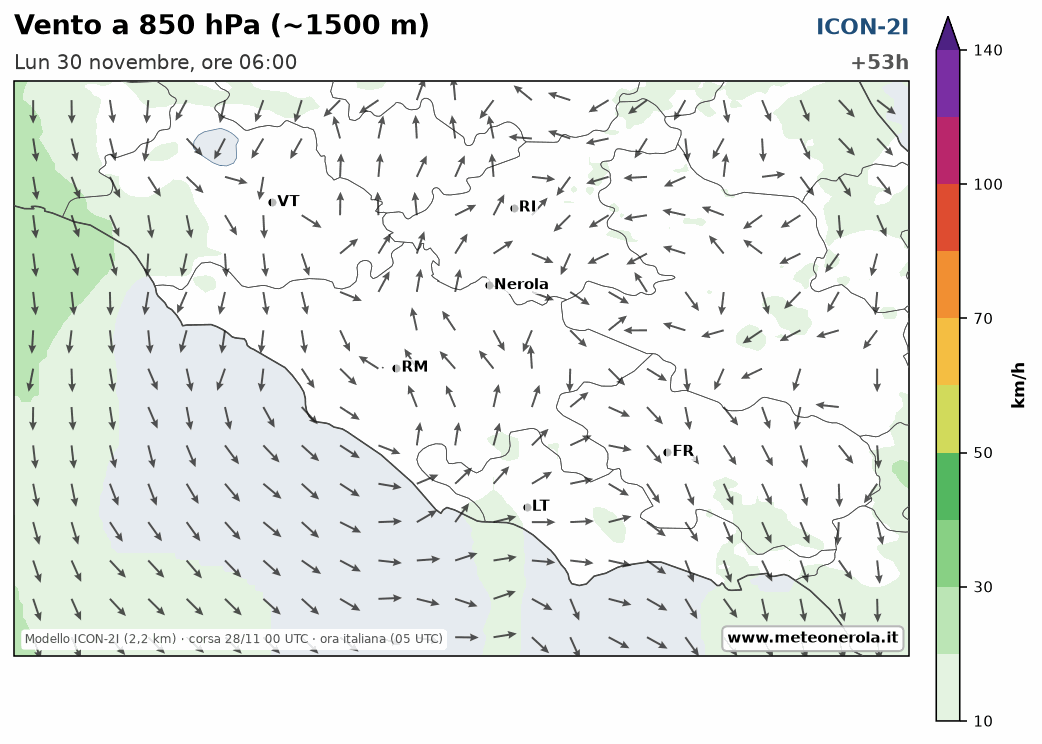 Vento a 850 hPa (~1500 m)
ICON-2I
Lun 30 novembre, ore 06:00
+53h
140
100
70
50
30
10
km/h
VT
RI
Nerola
RM
FR
LT
Modello ICON-2I (2,2 km) · corsa 28/11 00 UTC · ora italiana (05 UTC)
www.meteonerola.it